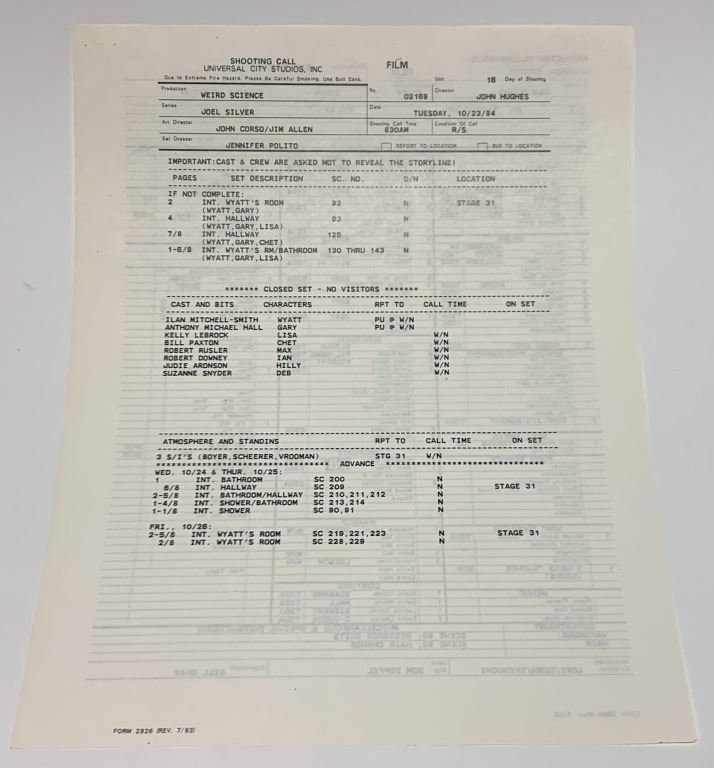 SHOOTING CALL
UNIVERSAL CITY STUDIOS, INC
FILM
Due to Extreme Fire Hazard, Please Be Careful Smoking. Use Butt Cans.
Unit 16 Day of Shooting
Production WEIRD SCIENCE No. 02169 Director JOHN HUGHES
Series JOEL SILVER Date TUESDAY, 10/23/84
Art Director JOHN CORSO/JIM ALLEN Shooting Call Time 830AM Condition Of Call R/S
Set Dresser JENNIFER POLITO REPORT TO LOCATION BUS TO LOCATION
IMPORTANT:CAST & CREW ARE ASKED NOT TO REVEAL THE STORYLINE!
PAGES SET DESCRIPTION SC. NO. D/N LOCATION
IF NOT COMPLETE:
2 INT. WYATT'S ROOM 92 N STAGE 31
(WYATT,GARY)
4 INT. HALLWAY 93 N
(WYATT,GARY,LISA)
7/8 INT. HALLWAY 125 N
(WYATT,GARY,CHET)
1-6/8 INT. WYATT'S RM/BATHROOM 130 THRU 143 N
(WYATT,GARY,LISA)
******* CLOSED SET - NO VISITORS *******
CAST AND BITS CHARACTERS RPT TO CALL TIME ON SET
ILAN MITCHELL-SMITH WYATT PU @ W/N
ANTHONY MICHAEL HALL GARY PU @ W/N
KELLY LEBROCK LISA W/N
BILL PAXTON CHET W/N
ROBERT RUSLER MAX W/N
ROBERT DOWNEY IAN W/N
JUDIE ARONSON HILLY W/N
SUZANNE SNYDER DEB W/N
ATMOSPHERE AND STANDINS RPT TO CALL TIME ON SET
3 S/I'S (BOYER,SCHEERER,VROOMAN) STG 31 W/N
ADVANCE
WED. 10/24 & THUR. 10/25:
1 INT. BATHROOM SC 200 N
6/8 INT. HALLWAY SC 209 N STAGE 31
2-5/8 INT. BATHROOM/HALLWAY SC 210,211,212 N
1-4/8 INT. SHOWER/BATHROOM SC 213,214 N
1-1/8 INT. SHOWER SC 90,91 N
FRI., 10/26:
2-5/8 INT. WYATT'S ROOM SC 219,221,223 N STAGE 31
2/8 INT. WYATT'S ROOM SC 228,229 N
FORM 2926 (REV. 7/83)